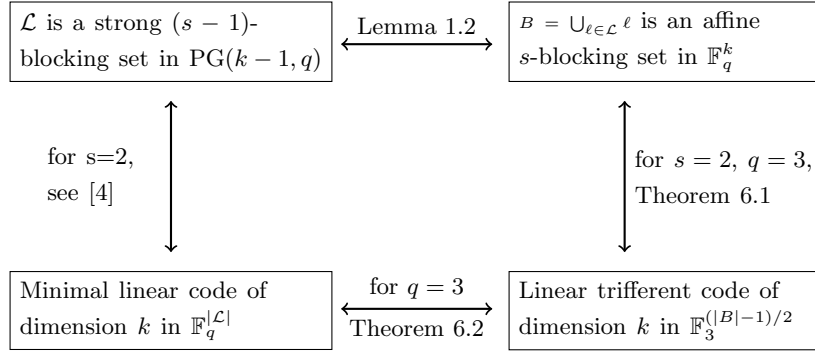 ℒ is a strong (s − 1)-
blocking set in PG(k − 1, q)
Lemma 1.2
B = ⋃_{ℓ∈ℒ} ℓ is an affine
s-blocking set in 𝔽_q^k
for s=2,
see [4]
for s = 2, q = 3,
Theorem 6.1
Minimal linear code of
dimension k in 𝔽_q^{|ℒ|}
for q = 3
Theorem 6.2
Linear trifferent code of
dimension k in 𝔽_3^{(|B|−1)/2}